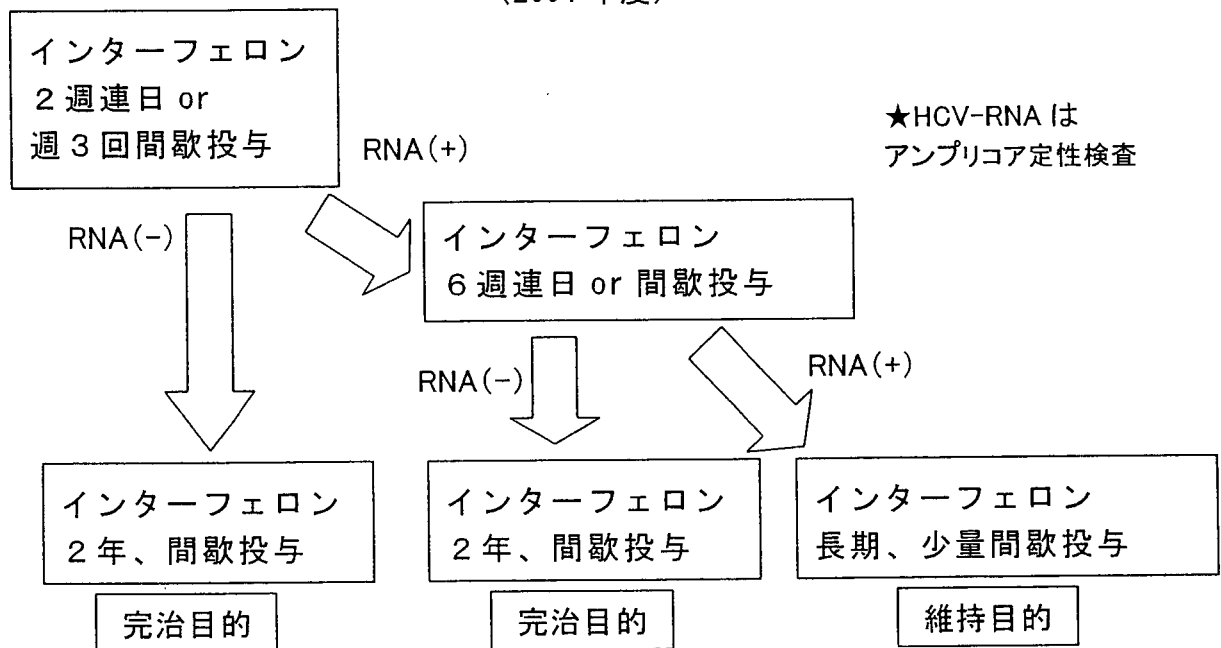 インターフェロン
2週連日 or
週3回間歇投与
RNA(+)
★HCV-RNA は
アンプリコア定性検査
RNA(-)
インターフェロン
6週連日 or 間歇投与
RNA(-)
RNA(+)
インターフェロン
2年、間歇投与
インターフェロン
2年、間歇投与
インターフェロン
長期、少量間歇投与
完治目的
完治目的
維持目的